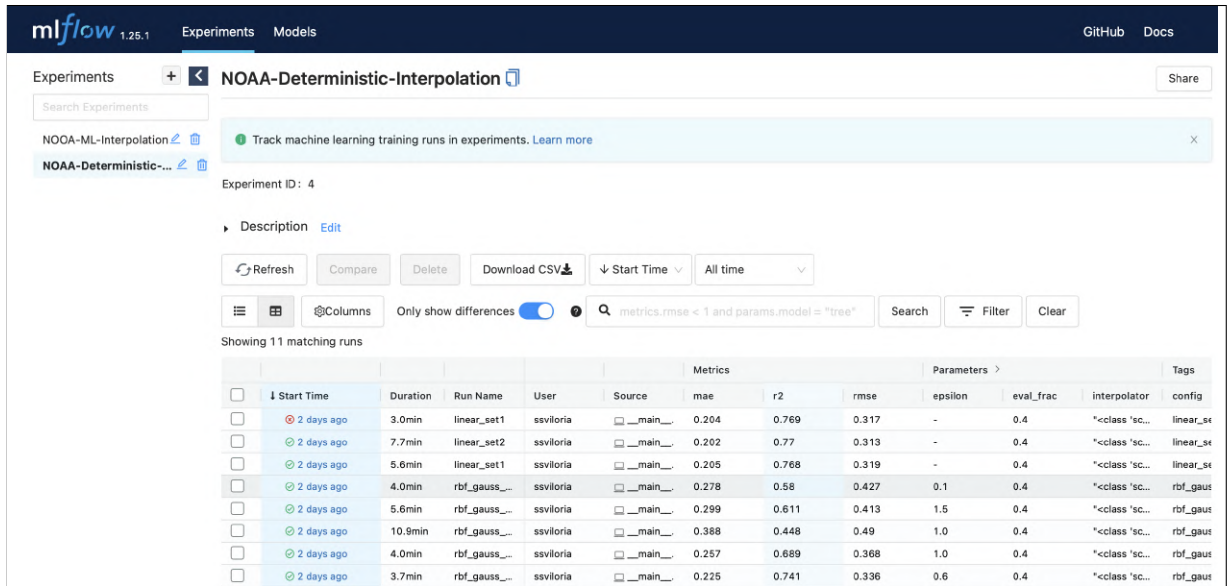 mlflow 1.25.1 Experiments Models GitHub Docs
Experiments +
NOAA-Deterministic-Interpolation
Share
Search Experiments
NOOA-ML-Interpolation
NOAA-Deterministic-...
Track machine learning training runs in experiments. Learn more
Experiment ID: 4
Description Edit
Refresh Compare Delete Download CSV Start Time All time
Columns Only show differences metrics.rmse < 1 and params.model = "tree" Search Filter Clear
Showing 11 matching runs
Metrics Parameters > Tags
↓ Start Time Duration Run Name User Source mae r2 rmse epsilon eval_frac interpolator config
2 days ago 3.0min linear_set1 ssviloria __main__. 0.204 0.769 0.317 - 0.4 "<class 'sc... linear_se
2 days ago 7.7min linear_set2 ssviloria __main__. 0.202 0.77 0.313 - 0.4 "<class 'sc... linear_se
2 days ago 5.6min linear_set1 ssviloria __main__. 0.205 0.768 0.319 - 0.4 "<class 'sc... linear_se
2 days ago 4.0min rbf_gauss_... ssviloria __main__. 0.278 0.58 0.427 0.1 0.4 "<class 'sc... rbf_gaus
2 days ago 5.6min rbf_gauss_... ssviloria __main__. 0.299 0.611 0.413 1.5 0.4 "<class 'sc... rbf_gaus
2 days ago 10.9min rbf_gauss_... ssviloria __main__. 0.388 0.448 0.49 1.0 0.4 "<class 'sc... rbf_gaus
2 days ago 4.0min rbf_gauss_... ssviloria __main__. 0.257 0.689 0.368 1.0 0.4 "<class 'sc... rbf_gaus
2 days ago 3.7min rbf_gauss_... ssviloria __main__. 0.225 0.741 0.336 0.6 0.4 "<class 'sc... rbf_gaus